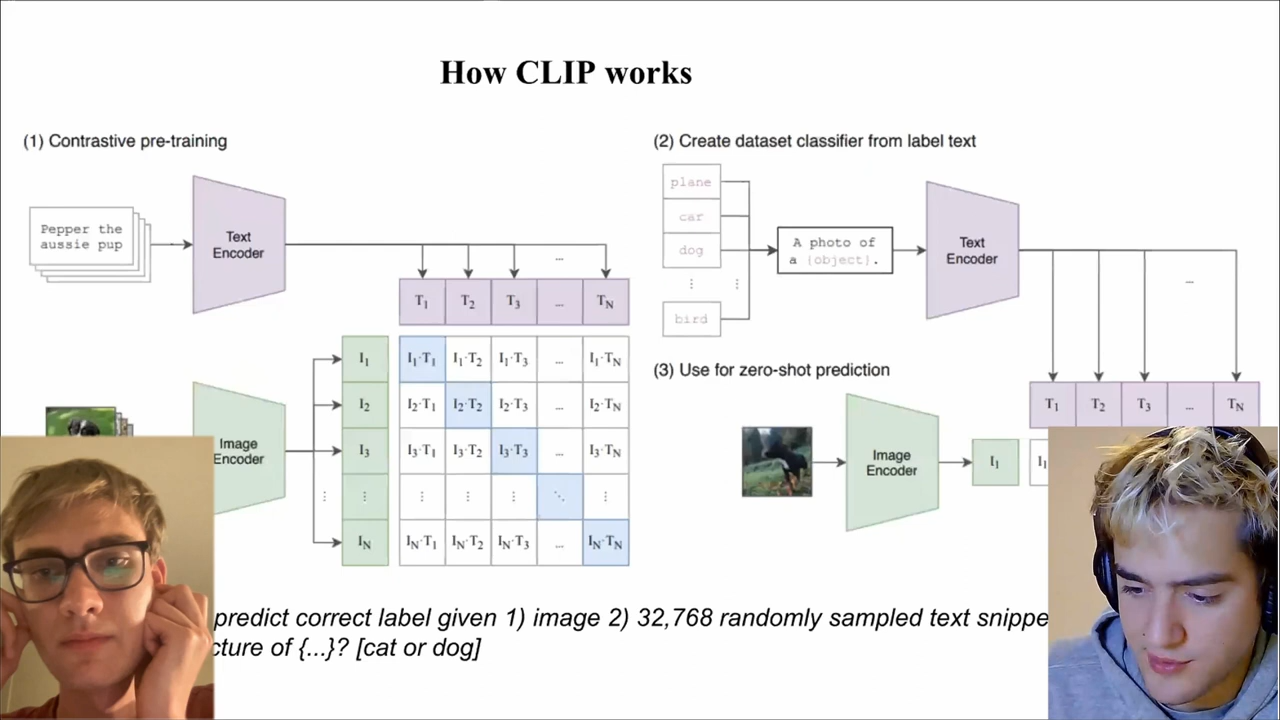 How CLIP works
(1) Contrastive pre-training
Pepper the
aussie pup
Text
Encoder
...
T1 T2 T3 ... TN
Image
Encoder
I1 I1·T1 I1·T2 I1·T3 ... I1·TN
I2 I2·T1 I2·T2 I2·T3 ... I2·TN
I3 I3·T1 I3·T2 I3·T3 ... I3·TN
⋮ ⋮ ⋮ ⋮ ⋮ ⋱ ⋮
IN IN·T1 IN·T2 IN·T3 ... IN·TN
(2) Create dataset classifier from label text
plane
car
dog
⋮ ⋮
bird
A photo of
a {object}.
Text
Encoder
...
(3) Use for zero-shot prediction
T1 T2 T3 ... TN
Image
Encoder
I1
predict correct label given 1) image 2) 32,768 randomly sampled text
of {...}? [cat or dog]